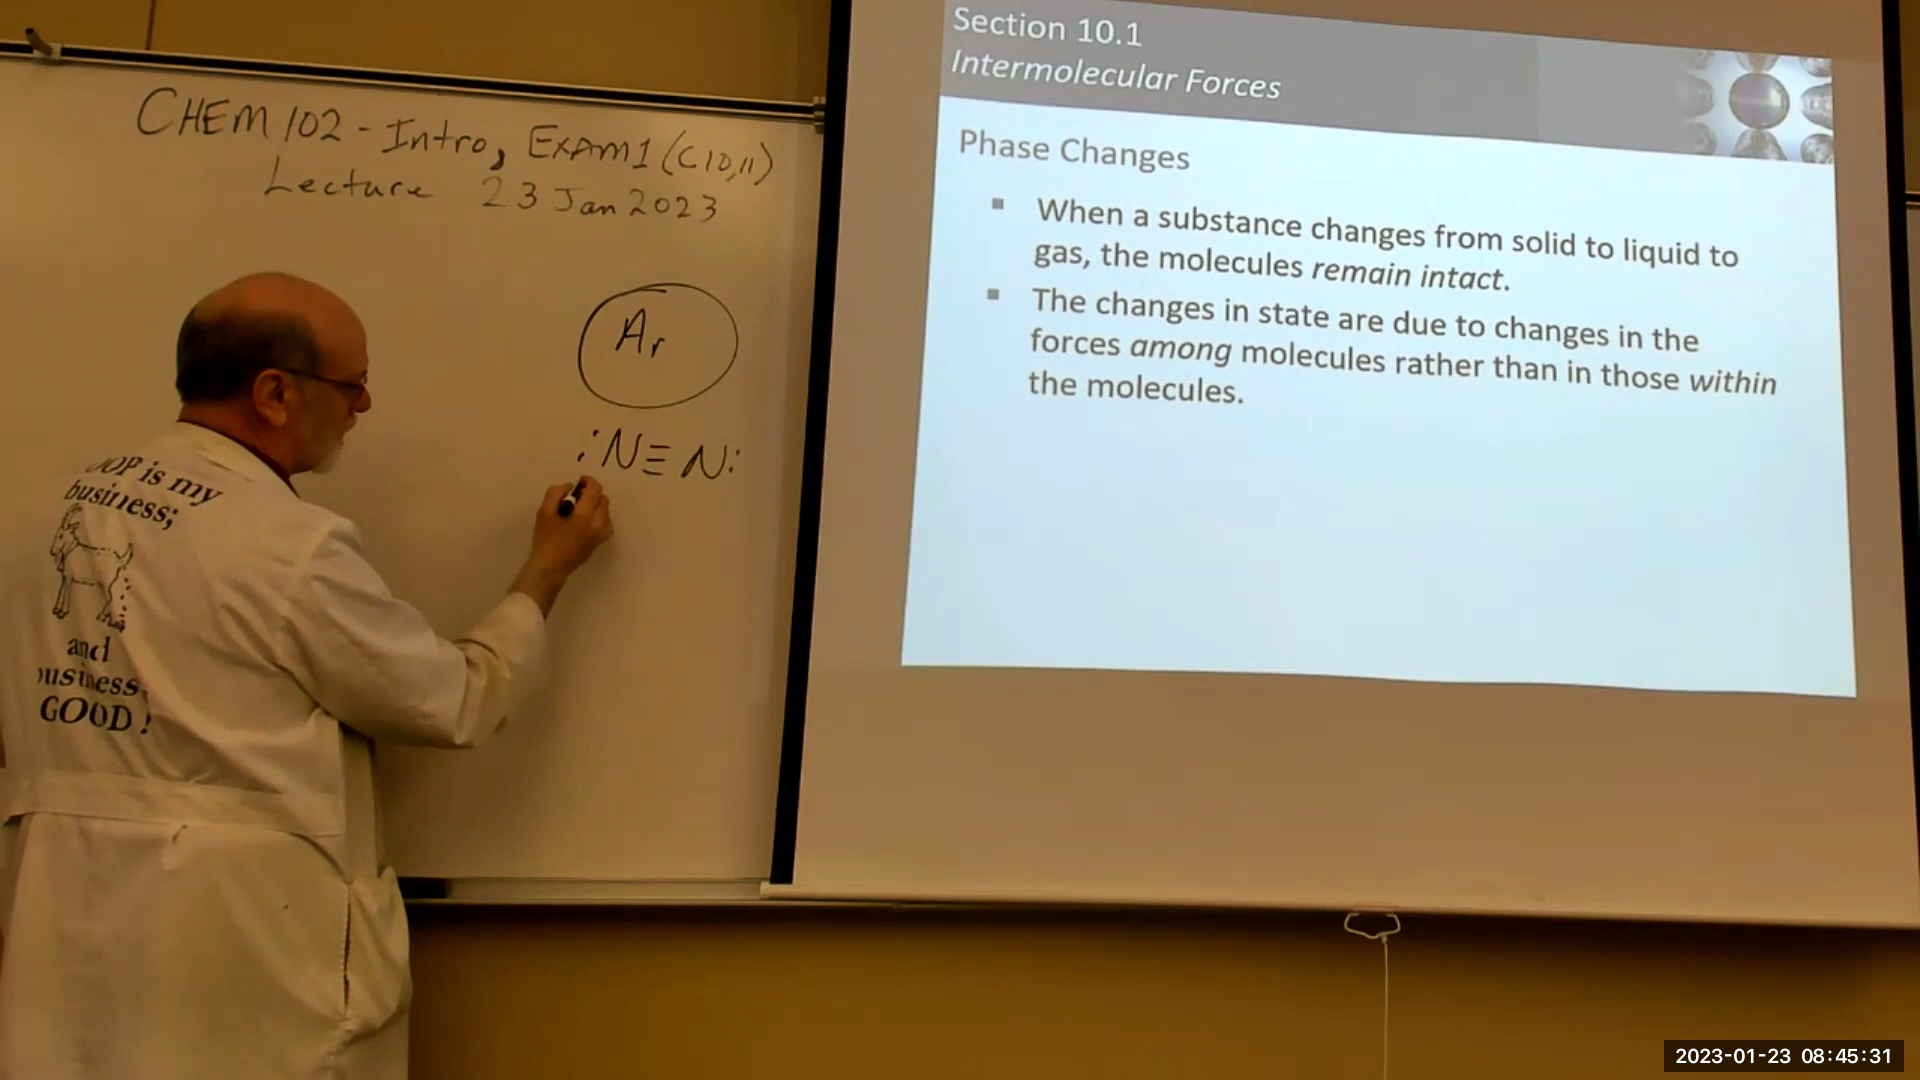 CHEM 102 - Intro, EXAM 1 (C10,11)
Lecture 23 Jan 2023
Ar
:N≡N:
is my
business;
and
GOOD!
Section 10.1
Intermolecular Forces
Phase Changes
▪ When a substance changes from solid to liquid to
gas, the molecules remain intact.
▪ The changes in state are due to changes in the
forces among molecules rather than in those within
the molecules.
2023-01-23 08:45:31